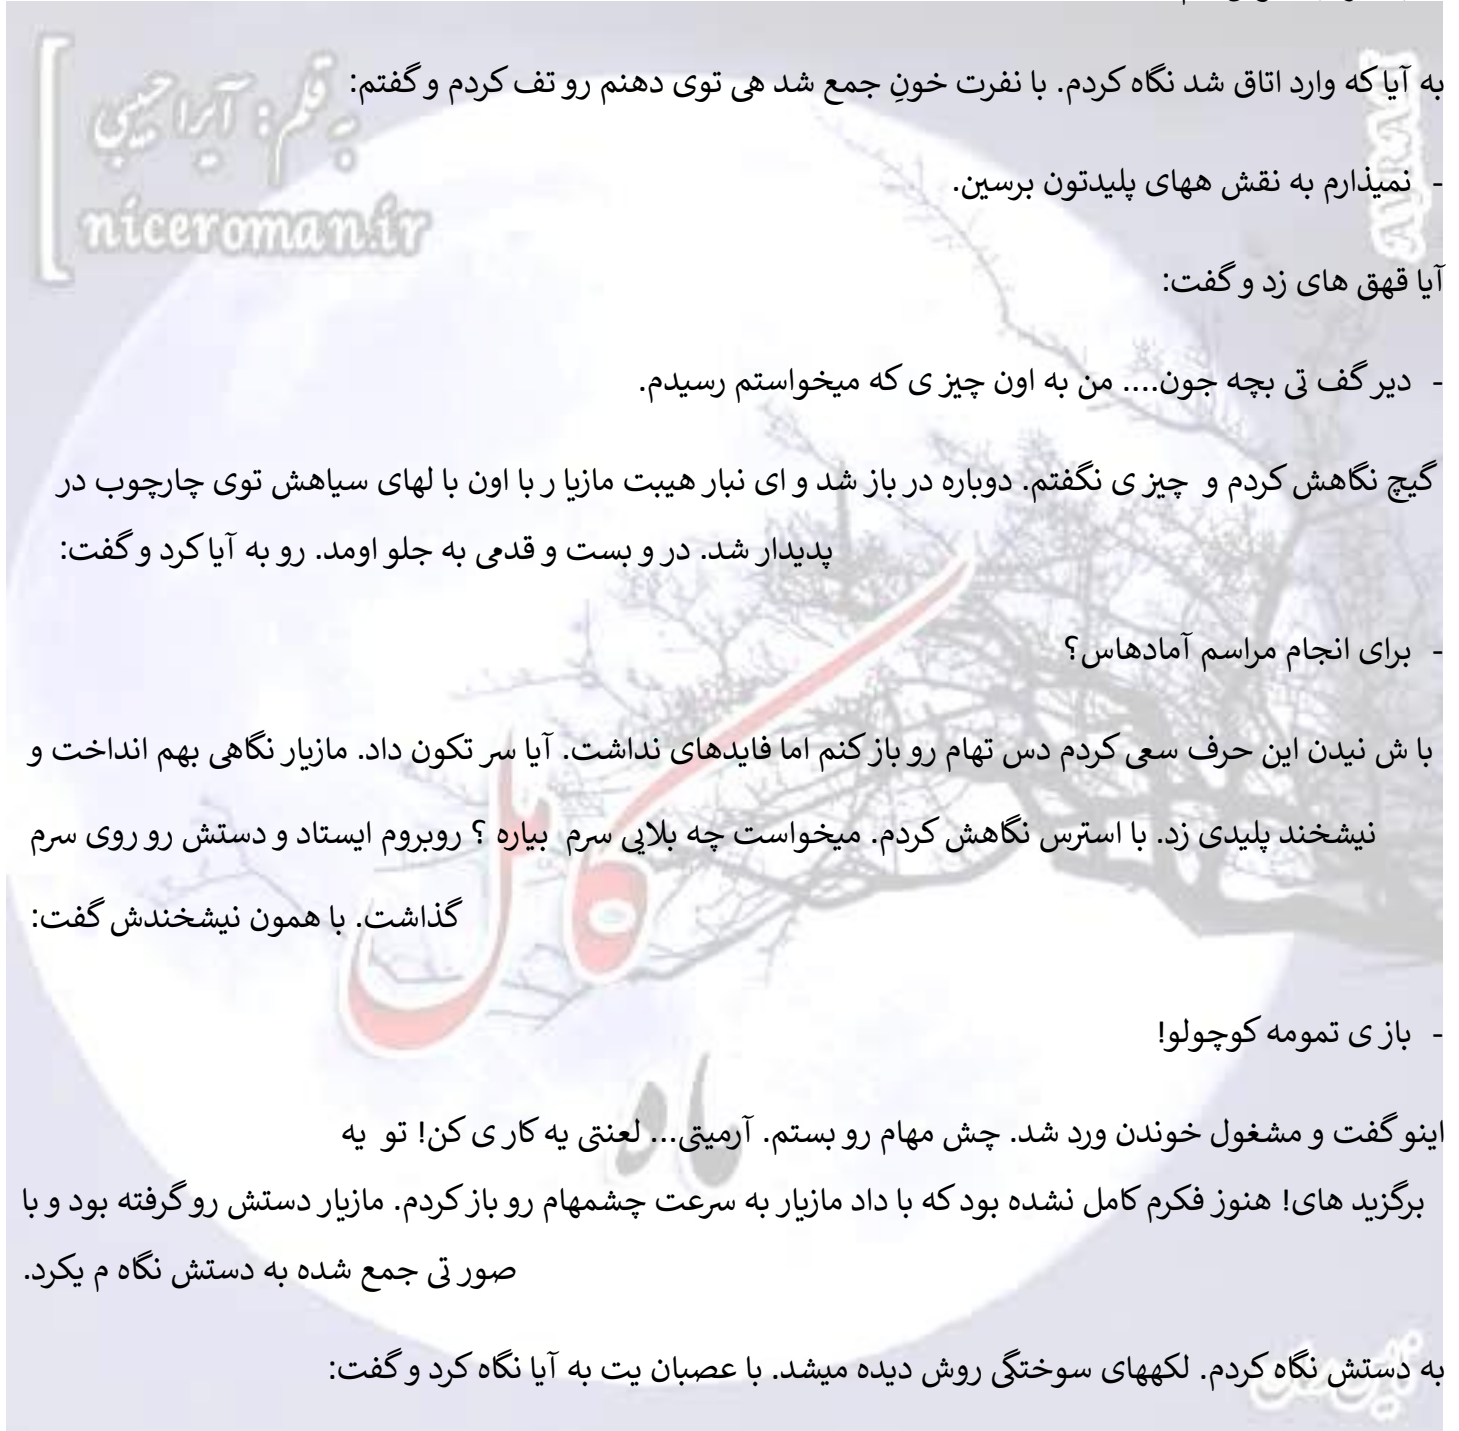 به آیا که وارد اتاق شد نگاه کردم. با نفرت خونِ جمع شد هی توی دهنم رو تف کردم و گفتم:
- نمیذارم به نقش ههای پلیدتون برسین.
آیا قهق های زد و گفت:
- دیر گف تی بچه جون.... من به اون چیز ی که میخواستم رسیدم.
گیچ نگاهش کردم و چیز ی نگفتم. دوباره در باز شد و ای نبار هیبت مازیا ر با اون با لهای سیاهش توی چارچوب در
پدیدار شد. در و بست و قدمی به جلو اومد. رو به آیا کرد و گفت:
- برای انجام مراسم آمادهاس؟
با ش نیدن این حرف سعی کردم دس تهام رو باز کنم اما فایدهای نداشت. آیا سر تکون داد. مازیار نگاهی بهم انداخت و
نیشخند پلیدی زد. با استرس نگاهش کردم. میخواست چه بلایی سرم بیاره ؟ روبروم ایستاد و دستش رو روی سرم
گذاشت. با همون نیشخندش گفت:
- باز ی تمومه کوچولو!
اینو گفت و مشغول خوندن ورد شد. چش مهام رو بستم. آرمیتی... لعنتی یه کار ی کن! تو یه
برگزید های! هنوز فکرم کامل نشده بود که با داد مازیار به سرعت چشمهام رو باز کردم. مازیار دستش رو گرفته بود و با
صور تی جمع شده به دستش نگاه م یکرد.
به دستش نگاه کردم. لکههای سوختگی روش دیده میشد. با عصبان یت به آیا نگاه کرد و گفت:
به قلم: آیرا حبیبی
niceroman.ir
ماه کامل